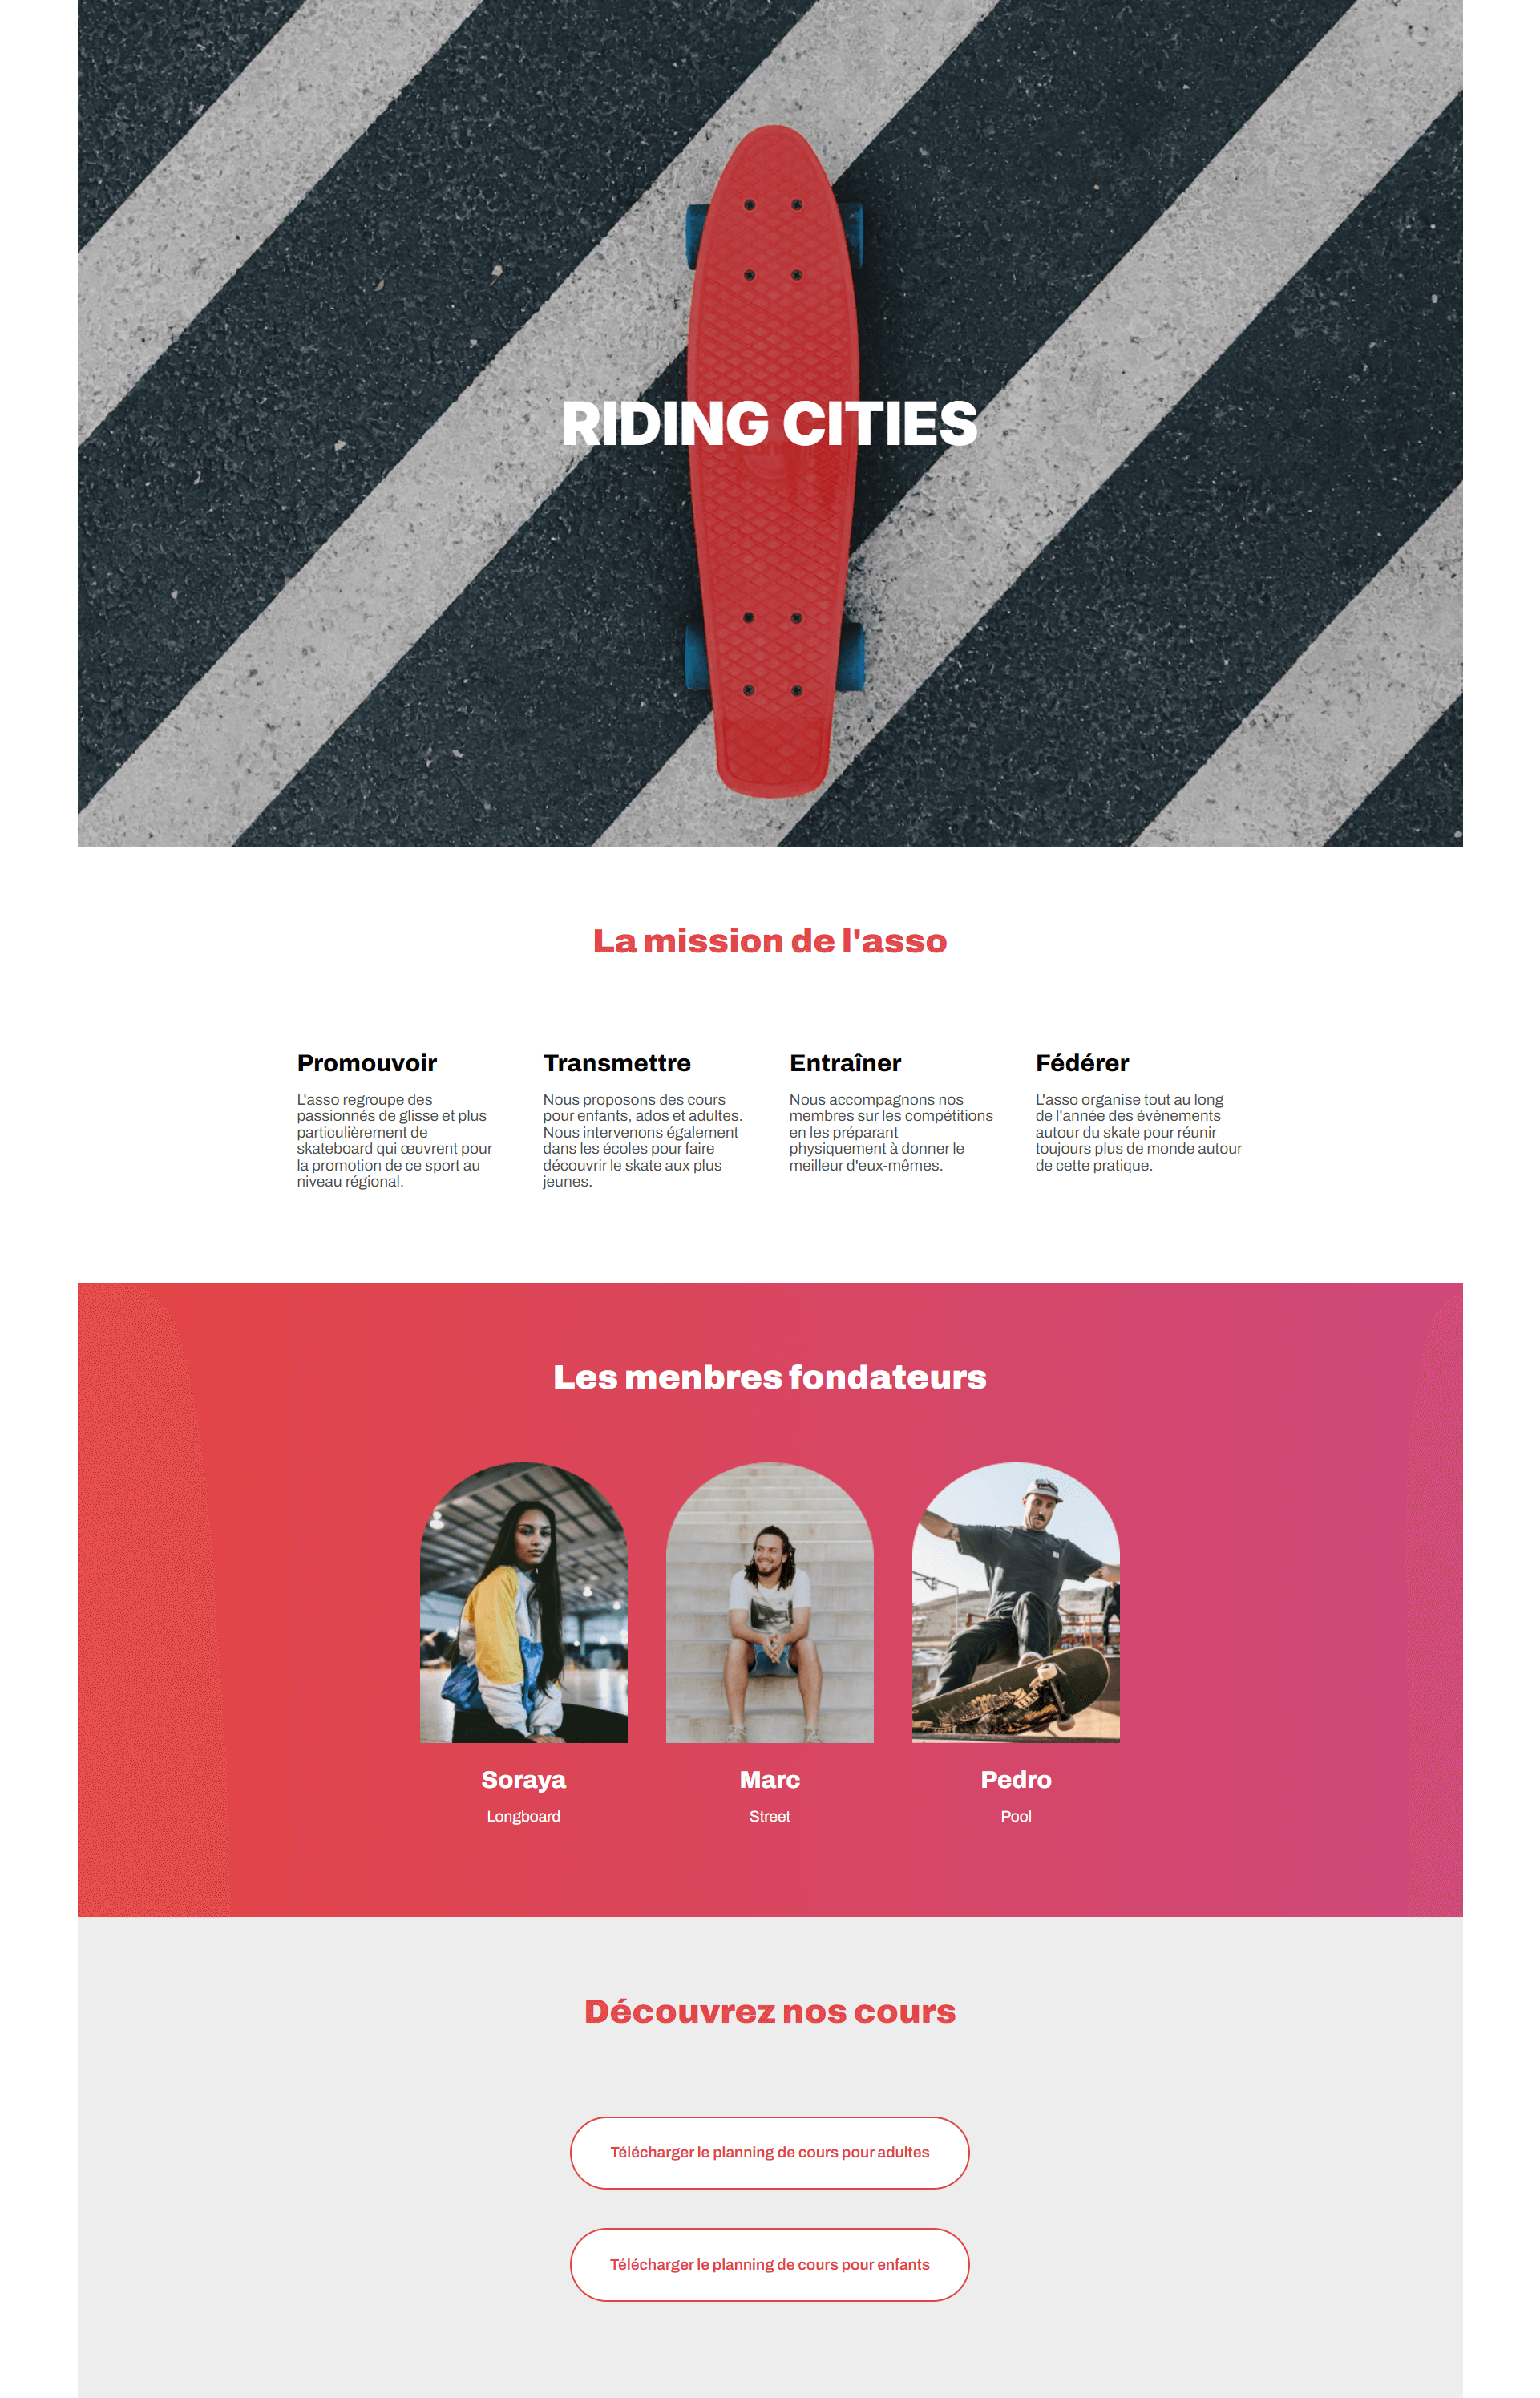 RIDING CITIES
La mission de l'asso
Promouvoir
L'asso regroupe des
passionnés de glisse et plus
particulièrement de
skateboard qui œuvrent pour
la promotion de ce sport au
niveau régional.
Transmettre
Nous proposons des cours
pour enfants, ados et adultes.
Nous intervenons également
dans les écoles pour faire
découvrir le skate aux plus
jeunes.
Entraîner
Nous accompagnons nos
membres sur les compétitions
en les préparant
physiquement à donner le
meilleur d'eux-mêmes.
Fédérer
L'asso organise tout au long
de l'année des évènements
autour du skate pour réunir
toujours plus de monde autour
de cette pratique.
Les menbres fondateurs
Soraya
Longboard
Marc
Street
Pedro
Pool
Découvrez nos cours
Télécharger le planning de cours pour adultes
Télécharger le planning de cours pour enfants